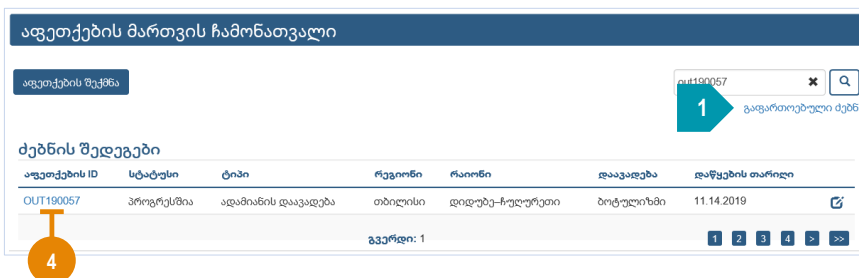 აფეთქების მართვის ჩამონათვალი
აფეთქების შექმნა
out190057
1
გაფართოებული ძებნ
ძებნის შედეგები
აფეთქების ID სტატუსი ტიპი რეგიონი რაიონი დაავადება დაწყების თარიღი
OUT190057 პროგრესშია ადამიანის დაავადება თბილისი დიდუბე–ჩუღურეთი ბოტულიზმი 11.14.2019
გვერდი: 1 1 2 3 4 > >>
4